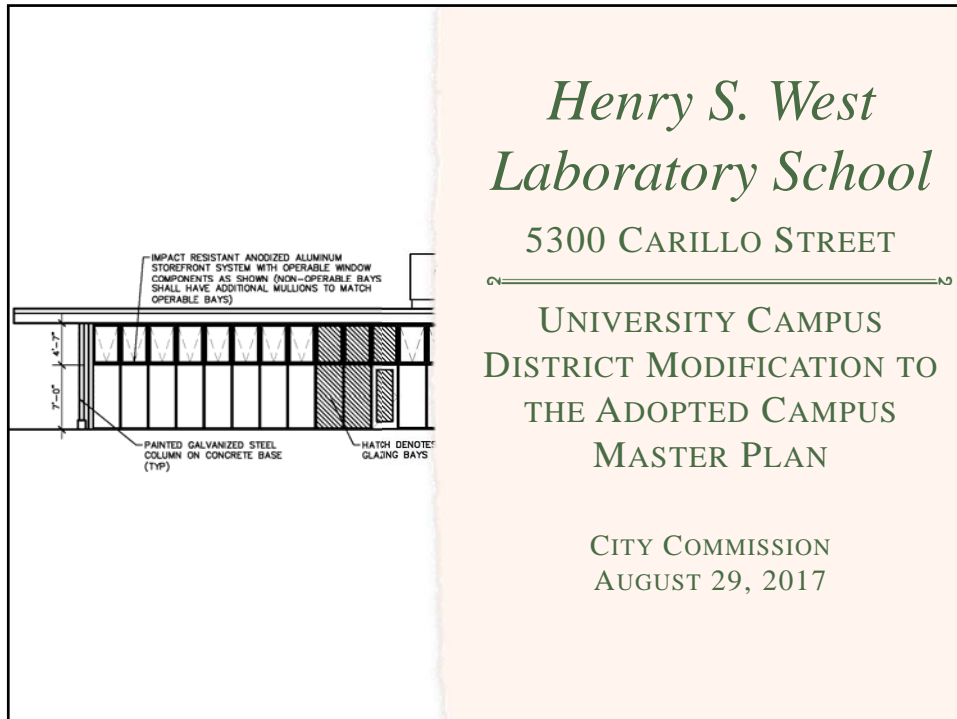 IMPACT RESISTANT ANODIZED ALUMINUM
STOREFRONT SYSTEM WITH OPERABLE WINDOW
COMPONENTS AS SHOWN (NON-OPERABLE BAYS
SHALL HAVE ADDITIONAL MULLIONS TO MATCH
OPERABLE BAYS)
4'-7"
7'-0"
PAINTED GALVANIZED STEEL
COLUMN ON CONCRETE BASE
(TYP)
HATCH DENOTES
GLAZING BAYS
Henry S. West
Laboratory School
5300 CARILLO STREET
UNIVERSITY CAMPUS
DISTRICT MODIFICATION TO
THE ADOPTED CAMPUS
MASTER PLAN
CITY COMMISSION
AUGUST 29, 2017